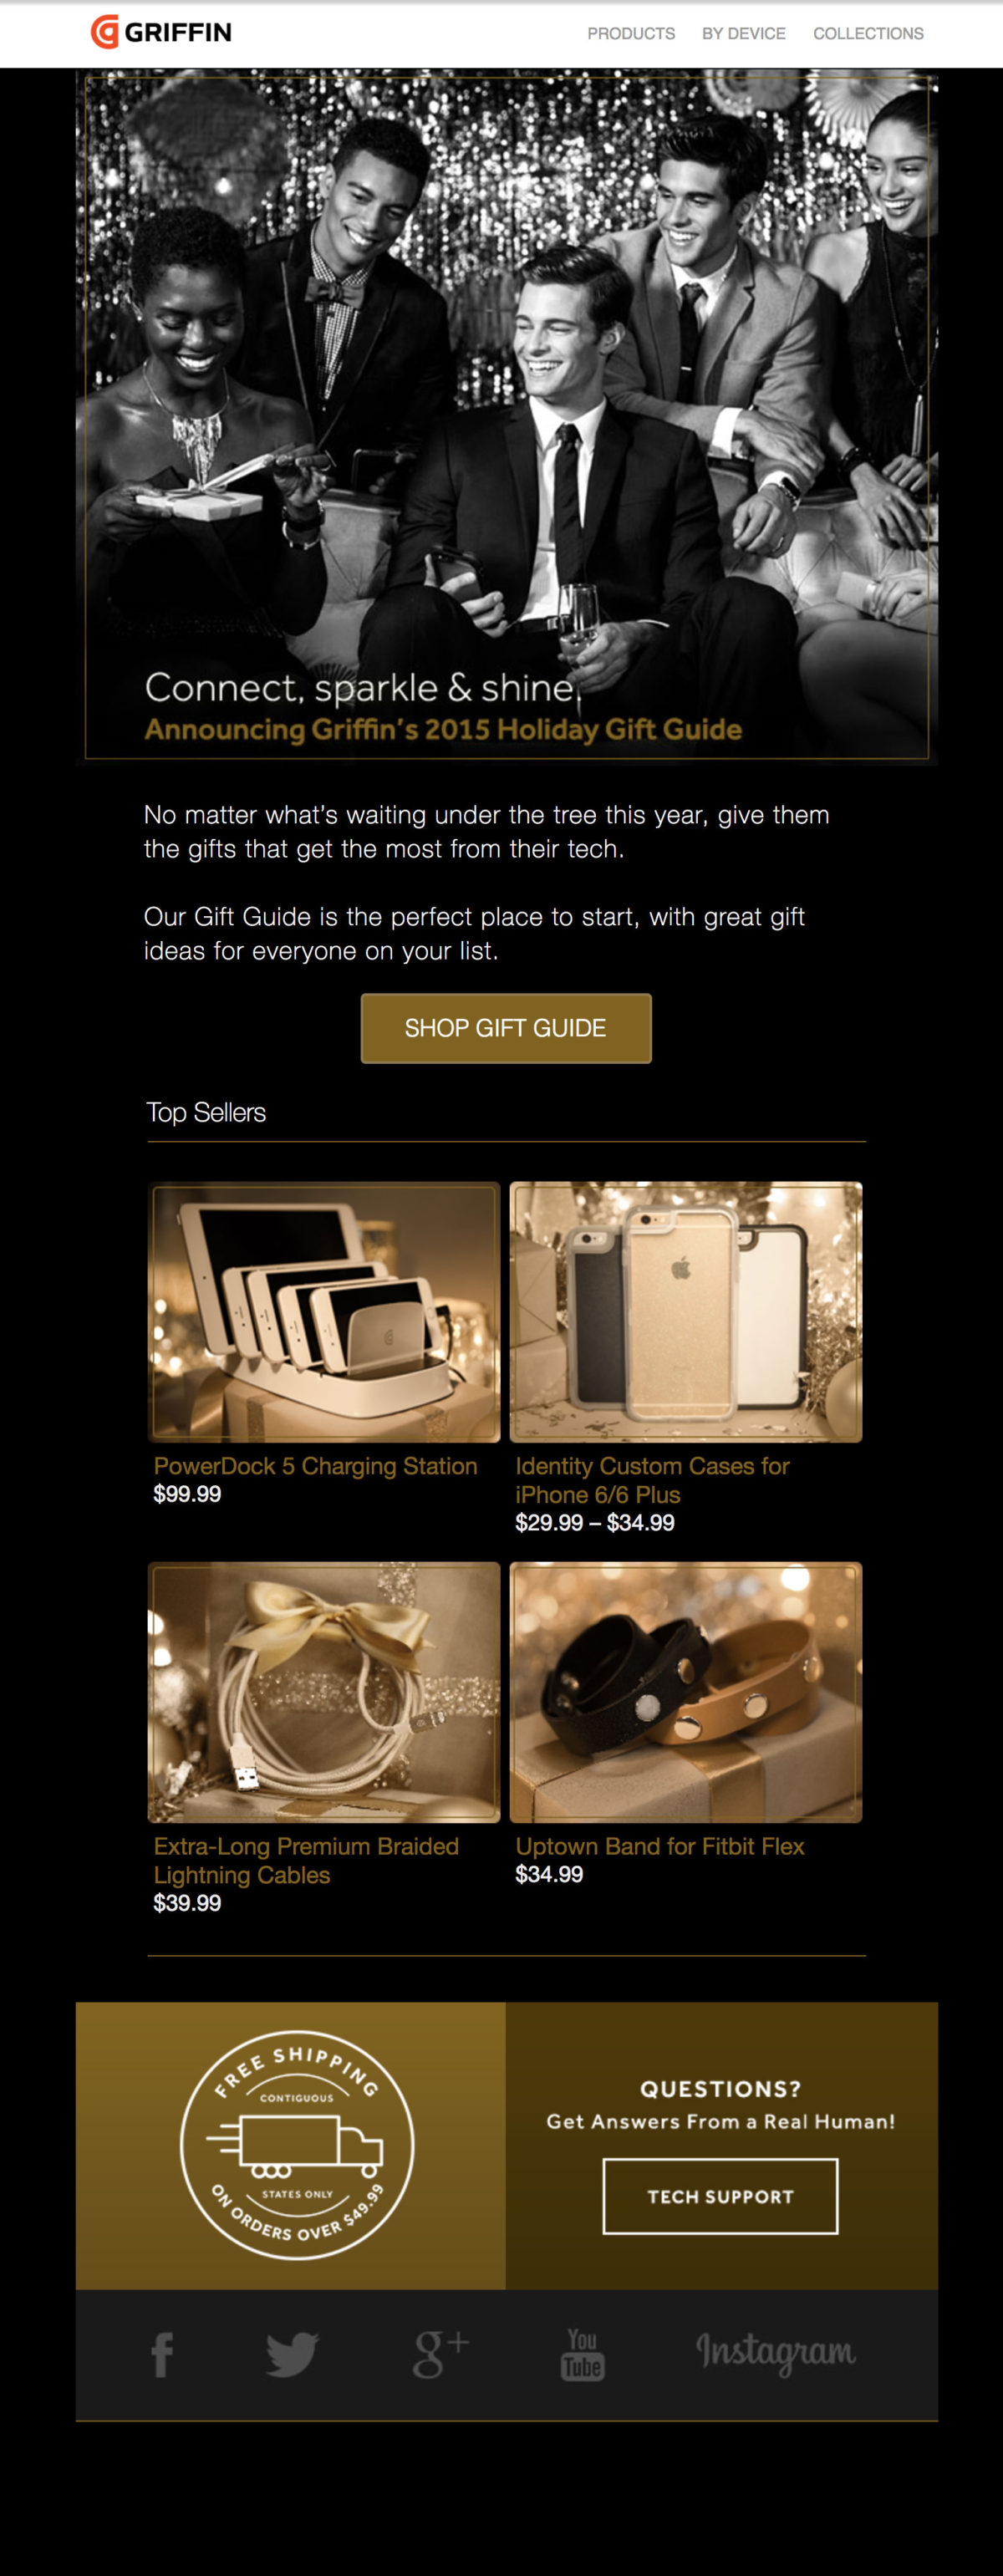 GRIFFIN
PRODUCTS BY DEVICE COLLECTIONS
Connect, sparkle & shine.
Announcing Griffin's 2015 Holiday Gift Guide
No matter what's waiting under the tree this year, give them
the gifts that get the most from their tech.
Our Gift Guide is the perfect place to start, with great gift
ideas for everyone on your list.
SHOP GIFT GUIDE
Top Sellers
PowerDock 5 Charging Station
$99.99
Identity Custom Cases for
iPhone 6/6 Plus
$29.99 – $34.99
Extra-Long Premium Braided
Lightning Cables
$39.99
Uptown Band for Fitbit Flex
$34.99
FREE SHIPPING
CONTIGUOUS
STATES ONLY
ON ORDERS OVER $49.99
QUESTIONS?
Get Answers From a Real Human!
TECH SUPPORT
f g+ You
Tube
Instagram